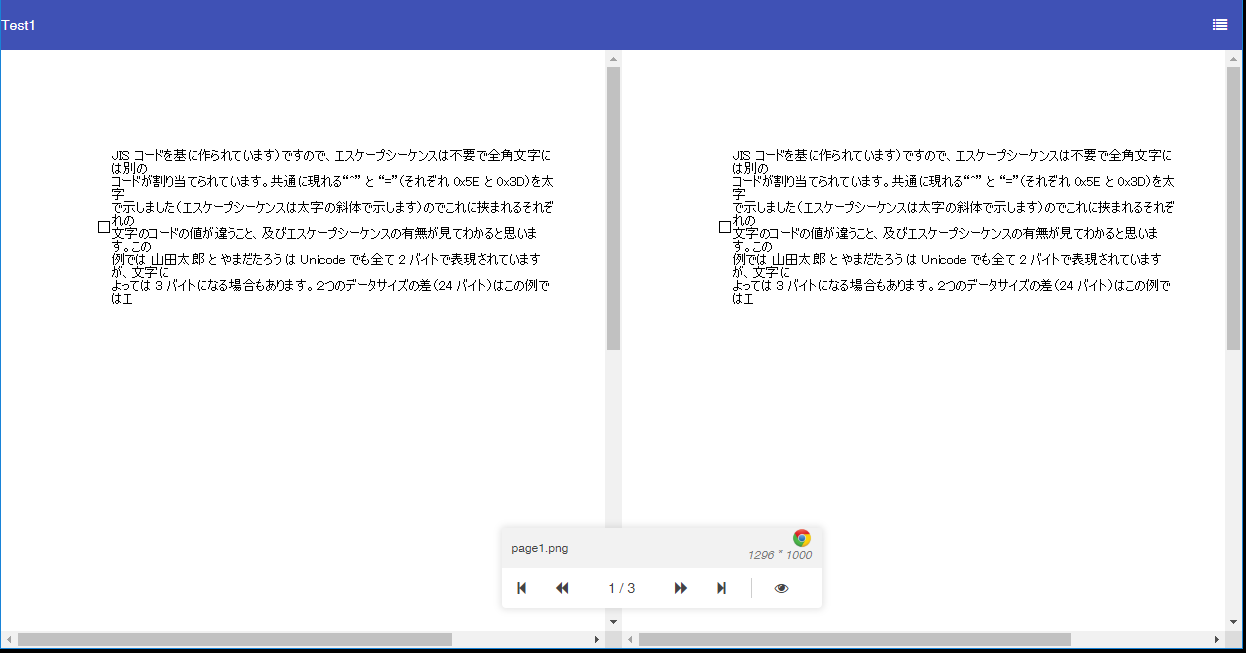 Test1
JIS コードを基に作られています)ですので、エスケープシーケンスは不要で全角文字に
は別の
コードが割り当てられています。共通に現れる“^” と “=”(それぞれ 0x5E と 0x3D)を太
字
で示しました(エスケープシーケンスは太字の斜体で示します)のでこれに挟まれるそれぞ
れの
文字のコードの値が違うこと、及びエスケープシーケンスの有無が見てわかると思いま
す。この
例では 山田太郎 と やまだたろう は Unicode でも全て 2 バイトで表現されています
が、文字に
よっては 3 バイトになる場合もあります。2つのデータサイズの差(24 バイト)はこの例で
はエ
JIS コードを基に作られています)ですので、エスケープシーケンスは不要で全角文字に
は別の
コードが割り当てられています。共通に現れる“^” と “=”(それぞれ 0x5E と 0x3D)を太
字
で示しました(エスケープシーケンスは太字の斜体で示します)のでこれに挟まれるそれぞ
れの
文字のコードの値が違うこと、及びエスケープシーケンスの有無が見てわかると思いま
す。この
例では 山田太郎 と やまだたろう は Unicode でも全て 2 バイトで表現されています
が、文字に
よっては 3 バイトになる場合もあります。2つのデータサイズの差(24 バイト)はこの例で
はエ
page1.png
1296 * 1000
1 / 3